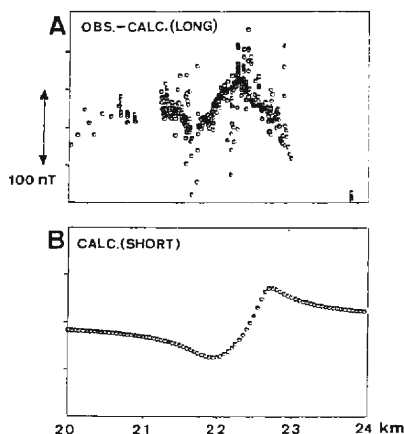 A OBS.-CALC.(LONG)
100 nT
B CALC.(SHORT)
20 21 22 23 24 km